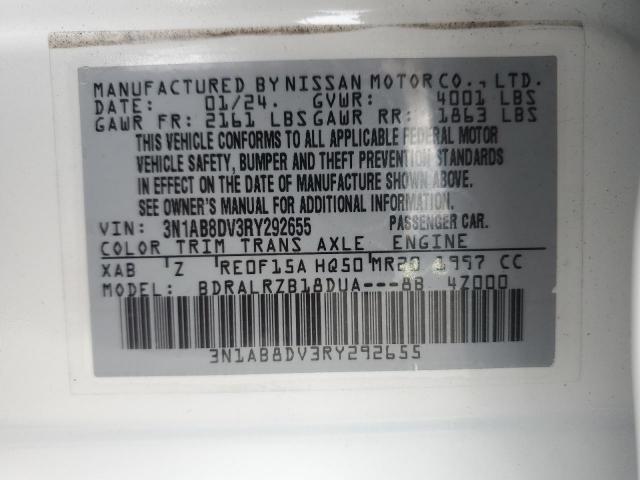 MANUFACTURED BY NISSAN MOTOR CO., LTD.
DATE: 01/24. GVWR: 4001 LBS
GAWR FR: 2161 LBS GAWR RR: 1863 LBS
THIS VEHICLE CONFORMS TO ALL APPLICABLE FEDERAL MOTOR
VEHICLE SAFETY, BUMPER AND THEFT PREVENTION STANDARDS
IN EFFECT ON THE DATE OF MANUFACTURE SHOWN ABOVE.
SEE OWNER'S MANUAL FOR ADDITIONAL INFORMATION.
VIN: 3N1AB8DV3RY292655 PASSENGER CAR.
COLOR TRIM TRANS AXLE ENGINE
XAB Z RE0F15A HQ50 MR20 1997 CC
MODEL: BDRALRZB18DUA---8B 4Z000
3N1AB8DV3RY292655